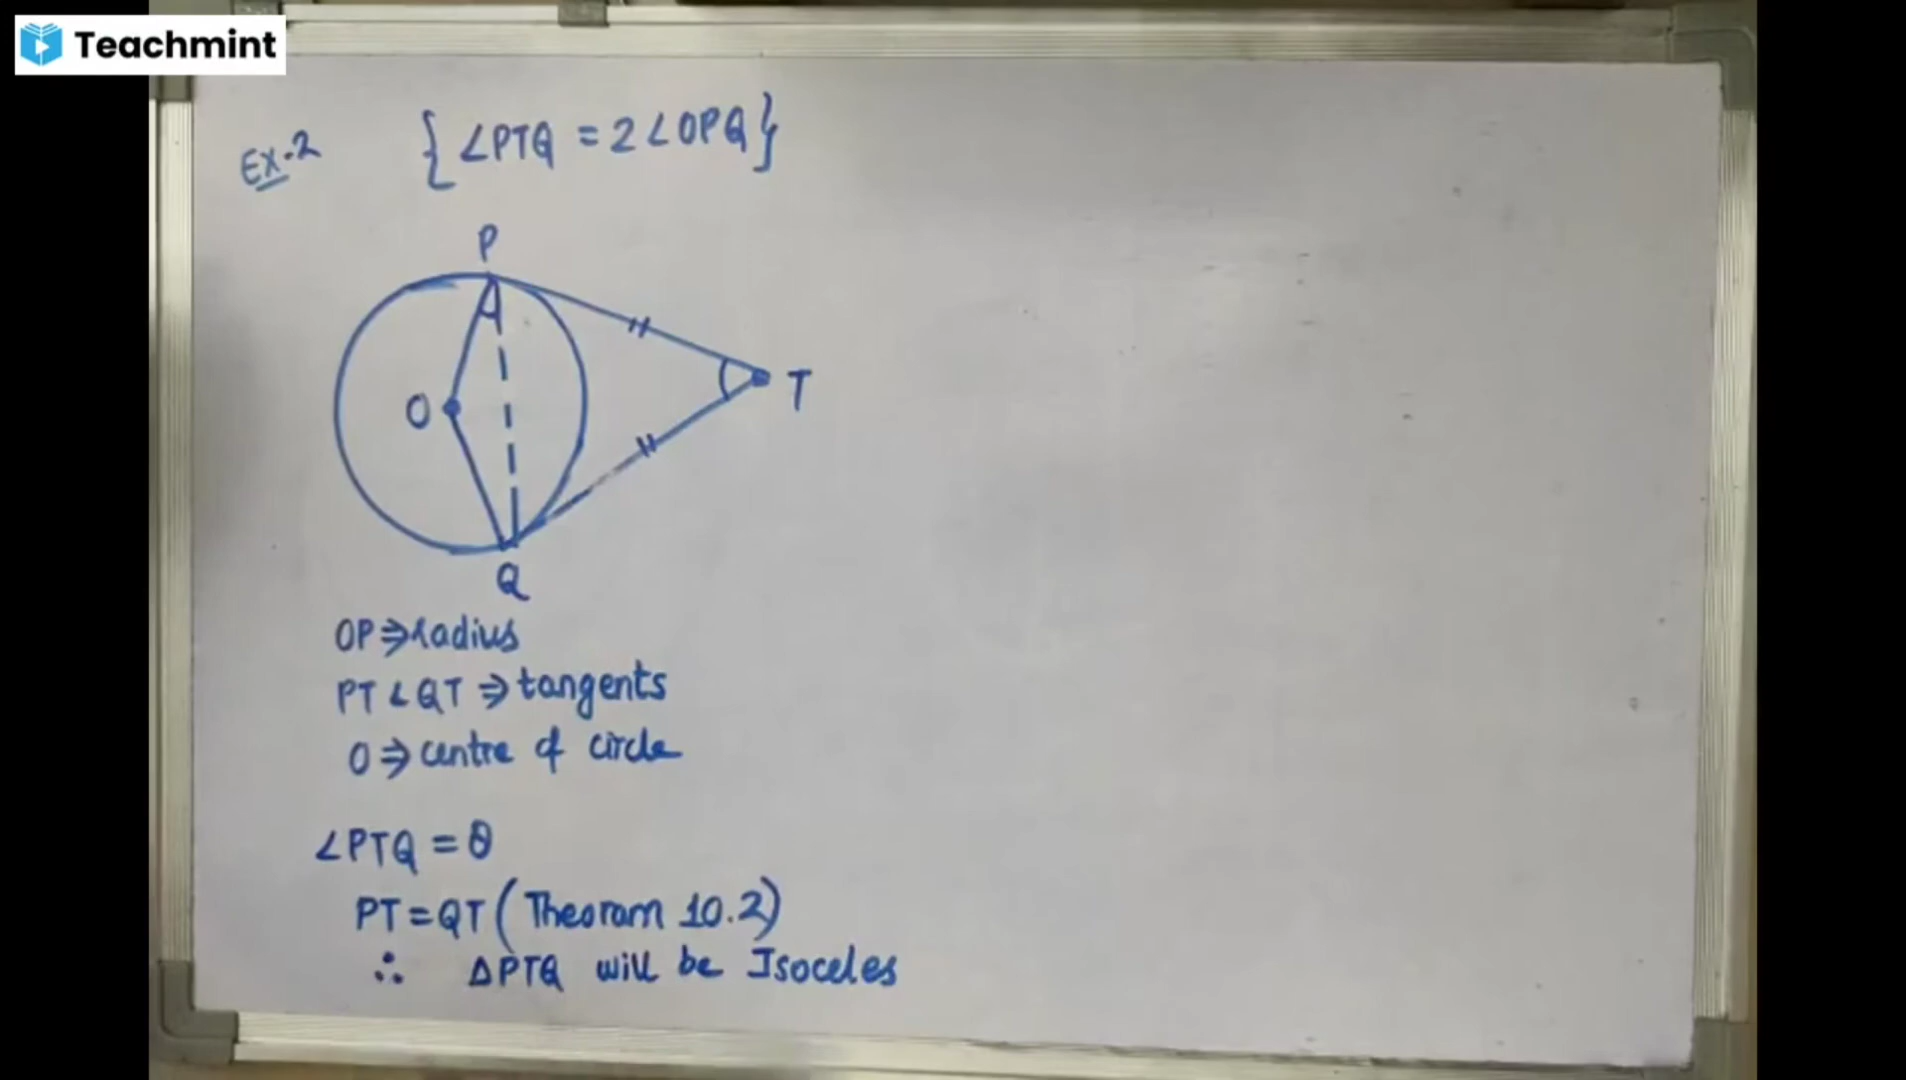 Teachmint
Ex.2 {∠PTQ = 2∠OPQ}
P
O
T
Q
OP⇒radius
PT & QT ⇒ tangents
O⇒ centre of circle
∠PTQ = θ
PT = QT (Theoram 10.2)
∴ ΔPTQ will be Isoceles